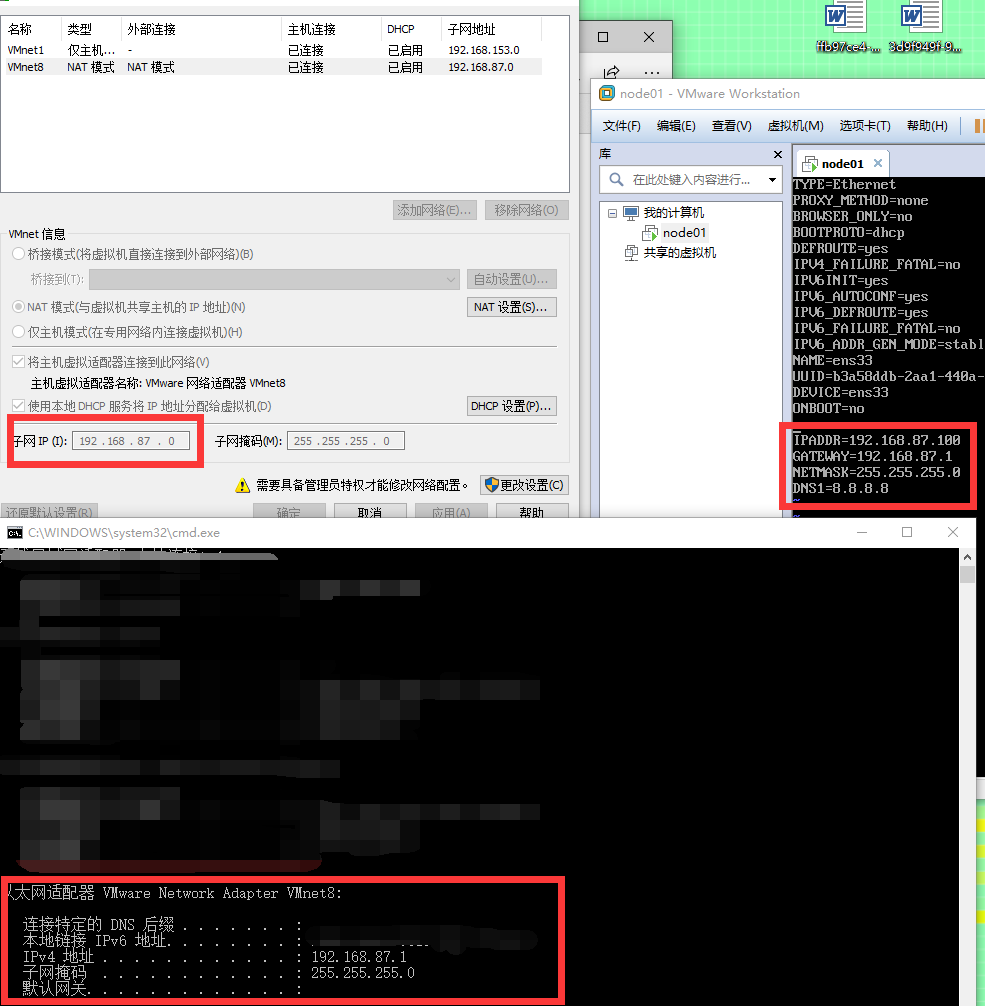 名称 类型 外部连接 主机连接 DHCP 子网地址
VMnet1 仅主机... - 已连接 已启用 192.168.153.0
VMnet8 NAT 模式 NAT 模式 已连接 已启用 192.168.87.0
添加网络(E)... 移除网络(O)
VMnet 信息
桥接模式(将虚拟机直接连接到外部网络)(B)
桥接到(T): 自动设置(U)...
NAT 模式(与虚拟机共享主机的 IP 地址)(N) NAT 设置(S)...
仅主机模式(在专用网络内连接虚拟机)(H)
将主机虚拟适配器连接到此网络(V)
主机虚拟适配器名称: VMware 网络适配器 VMnet8
使用本地 DHCP 服务将 IP 地址分配给虚拟机(D) DHCP 设置(P)...
子网 IP (I): 192 . 168 . 87 . 0 子网掩码(M): 255 . 255 . 255 . 0
需要具备管理员特权才能修改网络配置。 更改设置(C)
还原默认设置(R) 确定 取消 应用(A) 帮助
ffb97ce4-... 3d9f949f-9...
node01 - VMware Workstation
文件(F) 编辑(E) 查看(V) 虚拟机(M) 选项卡(T) 帮助(H)
库
在此处键入内容进行...
我的计算机
node01
共享的虚拟机
node01
TYPE=Ethernet
PROXY_METHOD=none
BROWSER_ONLY=no
BOOTPROTO=dhcp
DEFROUTE=yes
IPV4_FAILURE_FATAL=no
IPV6INIT=yes
IPV6_AUTOCONF=yes
IPV6_DEFROUTE=yes
IPV6_FAILURE_FATAL=no
IPV6_ADDR_GEN_MODE=stabl
NAME=ens33
UUID=b3a58ddb-2aa1-440a-
DEVICE=ens33
ONBOOT=no
IPADDR=192.168.87.100
GATEWAY=192.168.87.1
NETMASK=255.255.255.0
DNS1=8.8.8.8
~
~
C:\WINDOWS\system32\cmd.exe
太网适配器 VMware Network Adapter VMnet8:
连接特定的 DNS 后缀 . . . . . . . :
本地链接 IPv6 地址. . . . . . . . :
IPv4 地址 . . . . . . . . . . . . : 192.168.87.1
子网掩码 . . . . . . . . . . . . : 255.255.255.0
默认网关. . . . . . . . . . . . . :